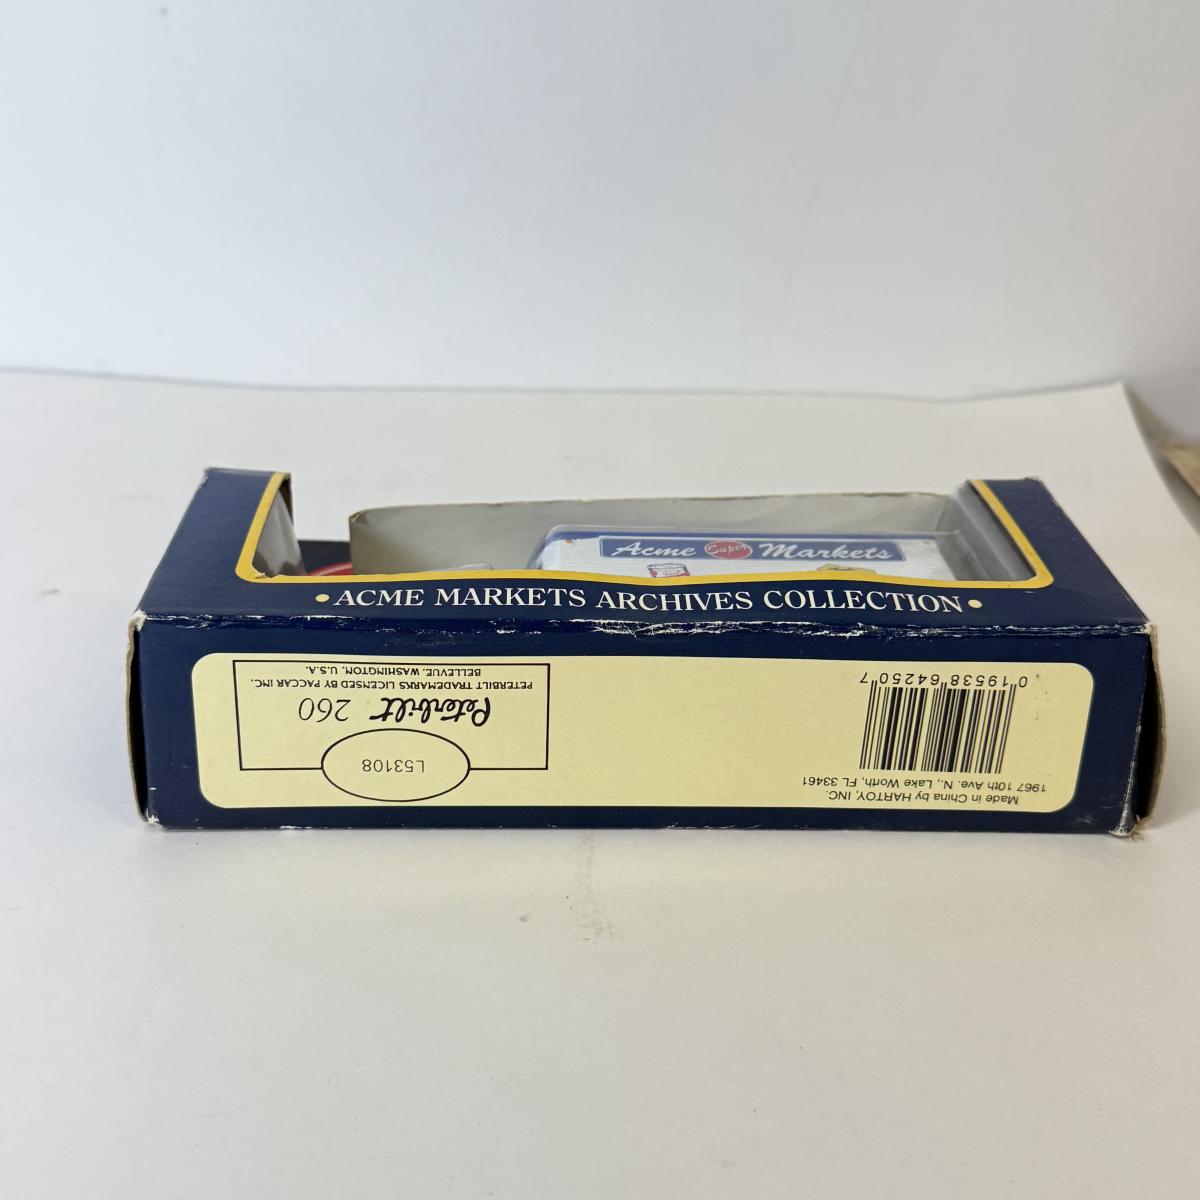 Acme Super Markets
• ACME MARKETS ARCHIVES COLLECTION •
L53108
Peterbilt 260
PETERBILT TRADEMARKS LICENSED BY PACCAR INC.
BELLEVUE, WASHINGTON, U.S.A.
Made in China by HARTOY, INC.
1967 10th Ave. N., Lake Worth, FL 33461
0 19538 64250 7